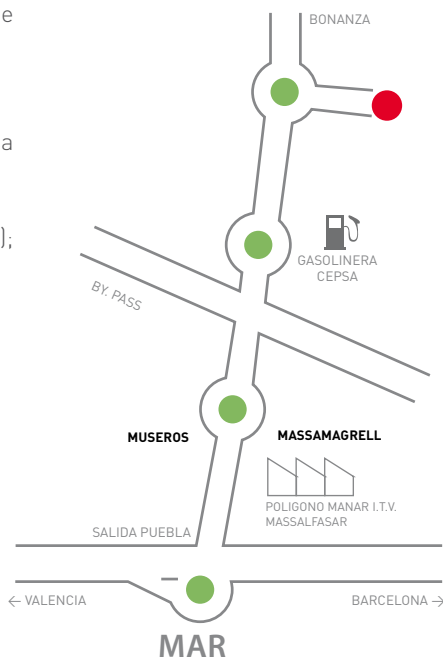 e
BONANZA
a
);
GASOLINERA
CEPSA
BY. PASS
MUSEROS
MASSAMAGRELL
POLIGONO MANAR I.T.V.
MASSALFASAR
SALIDA PUEBLA
← VALENCIA
BARCELONA →
MAR